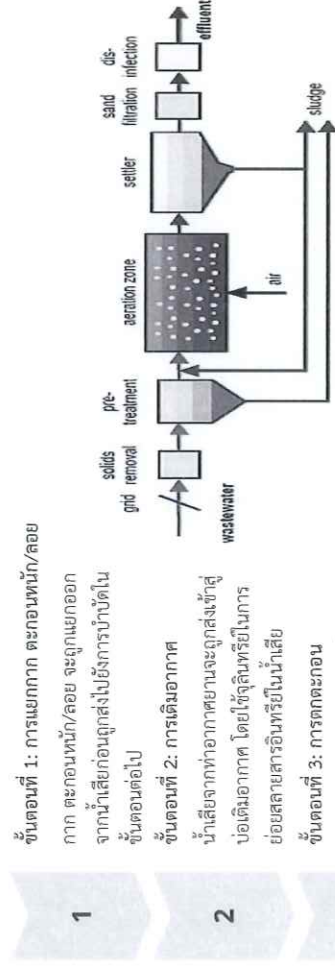 1
ขั้นตอนที่ 1: การแยกกาก ตะกอนหนัก/ลอย
กาก ตะกอนหนัก/ลอย จะถูกแยกออก
จากน้ำเสียก่อนถูกส่งไปยังการบำบัดใน
ขั้นตอนต่อไป
2
ขั้นตอนที่ 2: การเติมอากาศ
น้ำเสียจากท่าอากาศยานจะถูกส่งเข้าสู่
บ่อเติมอากาศ โดยใช้จุลินทรีย์ในการ
ย่อยสลายสารอินทรีย์ในน้ำเสีย
ขั้นตอนที่ 3: การตกตะกอน
grid
solids
removal
pre-
treatment
aeration zone
settler
sand
filtration
dis-
infection
wastewater
air
effluent
sludge